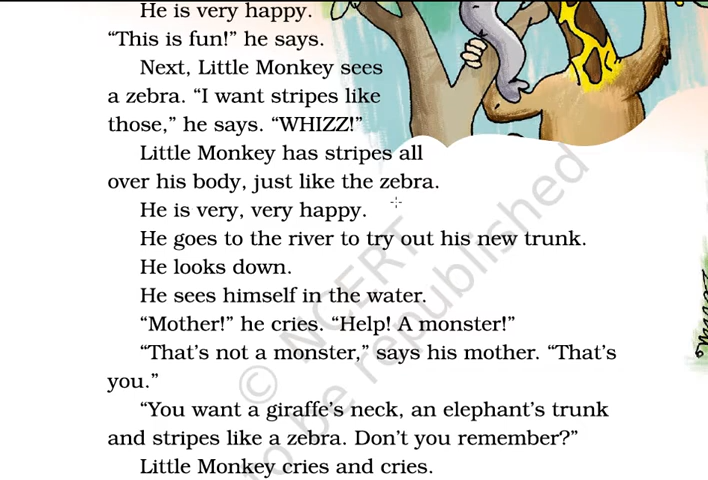 He is very happy.
“This is fun!” he says.
Next, Little Monkey sees
a zebra. “I want stripes like
those,” he says. “WHIZZ!”
Little Monkey has stripes all
over his body, just like the zebra.
He is very, very happy.
He goes to the river to try out his new trunk.
He looks down.
He sees himself in the water.
“Mother!” he cries. “Help! A monster!”
“That’s not a monster,” says his mother. “That’s
you.”
“You want a giraffe’s neck, an elephant’s trunk
and stripes like a zebra. Don’t you remember?”
Little Monkey cries and cries.
© NCERT
to be republished